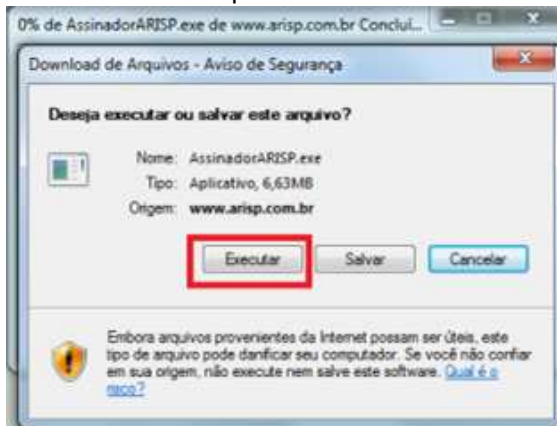 0% de AssinadorARISP.exe de www.arisp.com.br Concluí...
Download de Arquivos - Aviso de Segurança
Deseja executar ou salvar este arquivo?
Nome: AssinadorARISP.exe
Tipo: Aplicativo, 6,63MB
Origem: www.arisp.com.br
Executar Salvar Cancelar
Embora arquivos provenientes da Internet possam ser úteis, este
tipo de arquivo pode danificar seu computador. Se você não confiar
em sua origem, não execute nem salve este software. Qual é o
risco?